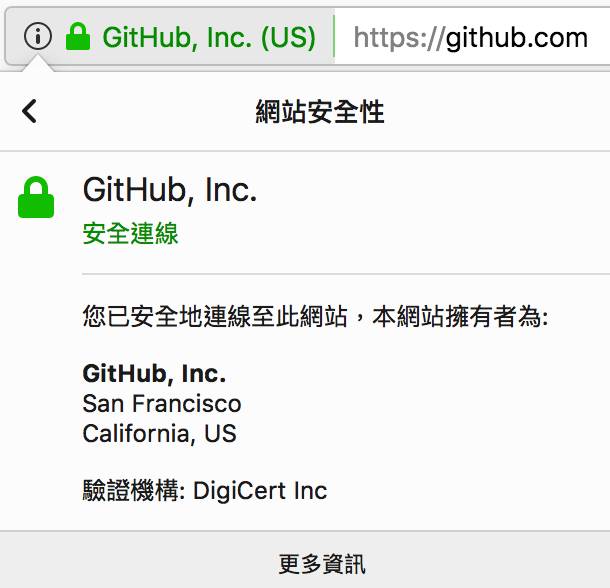 GitHub, Inc. (US) https://github.com
網站安全性
GitHub, Inc.
安全連線
您已安全地連線至此網站，本網站擁有者為:
GitHub, Inc.
San Francisco
California, US
驗證機構: DigiCert Inc
更多資訊